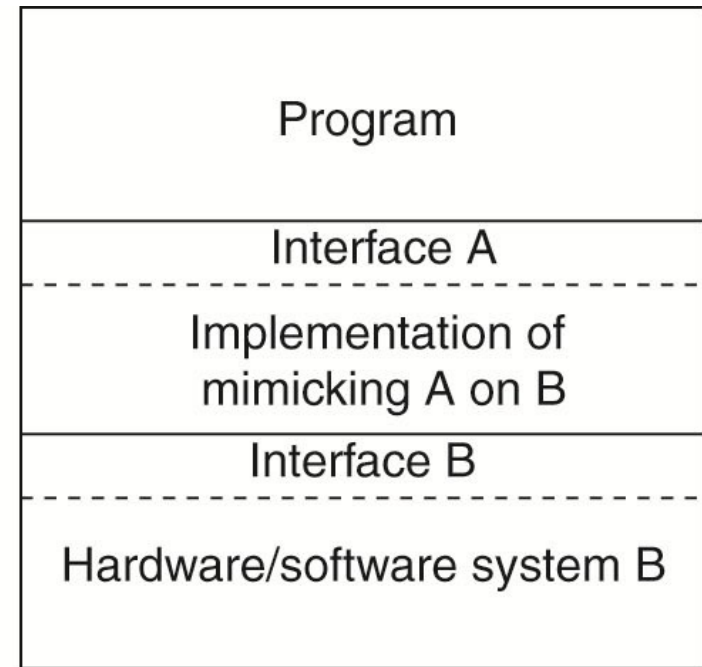 Program
Interface A
Implementation of
mimicking A on B
Interface B
Hardware/software system B